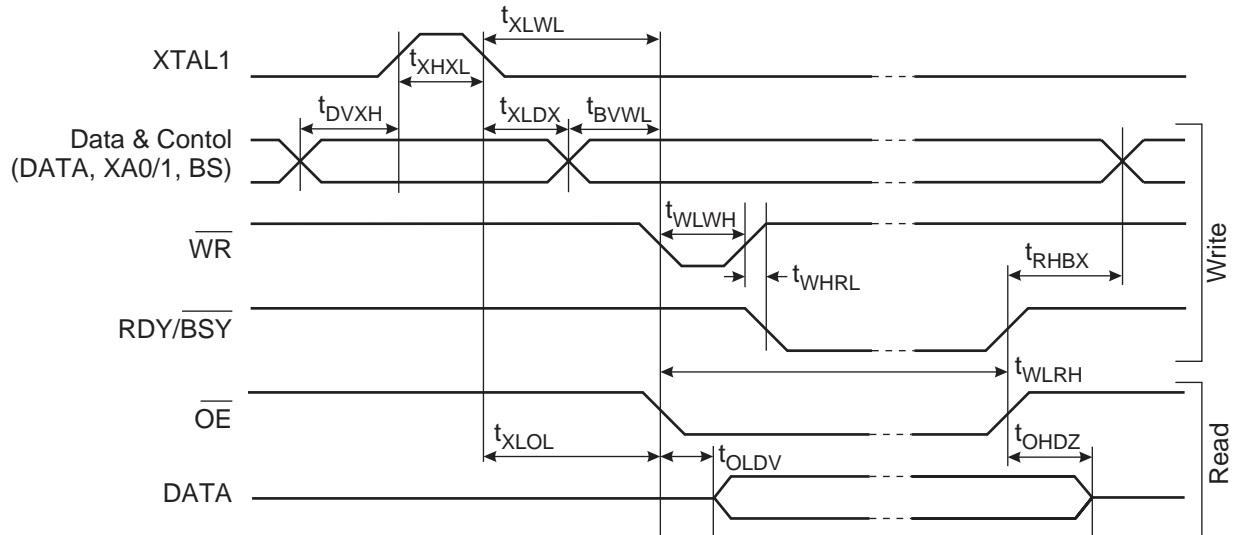 XTAL1
tXLWL
tXHXL
tDVXH
tXLDX
tBVWL
Data & Contol
(DATA, XA0/1, BS)
WR
tWLWH
tWHRL
tRHBX
Write
RDY/BSY
tWLRH
OE
tXLOL
tOLDV
tOHDZ
Read
DATA